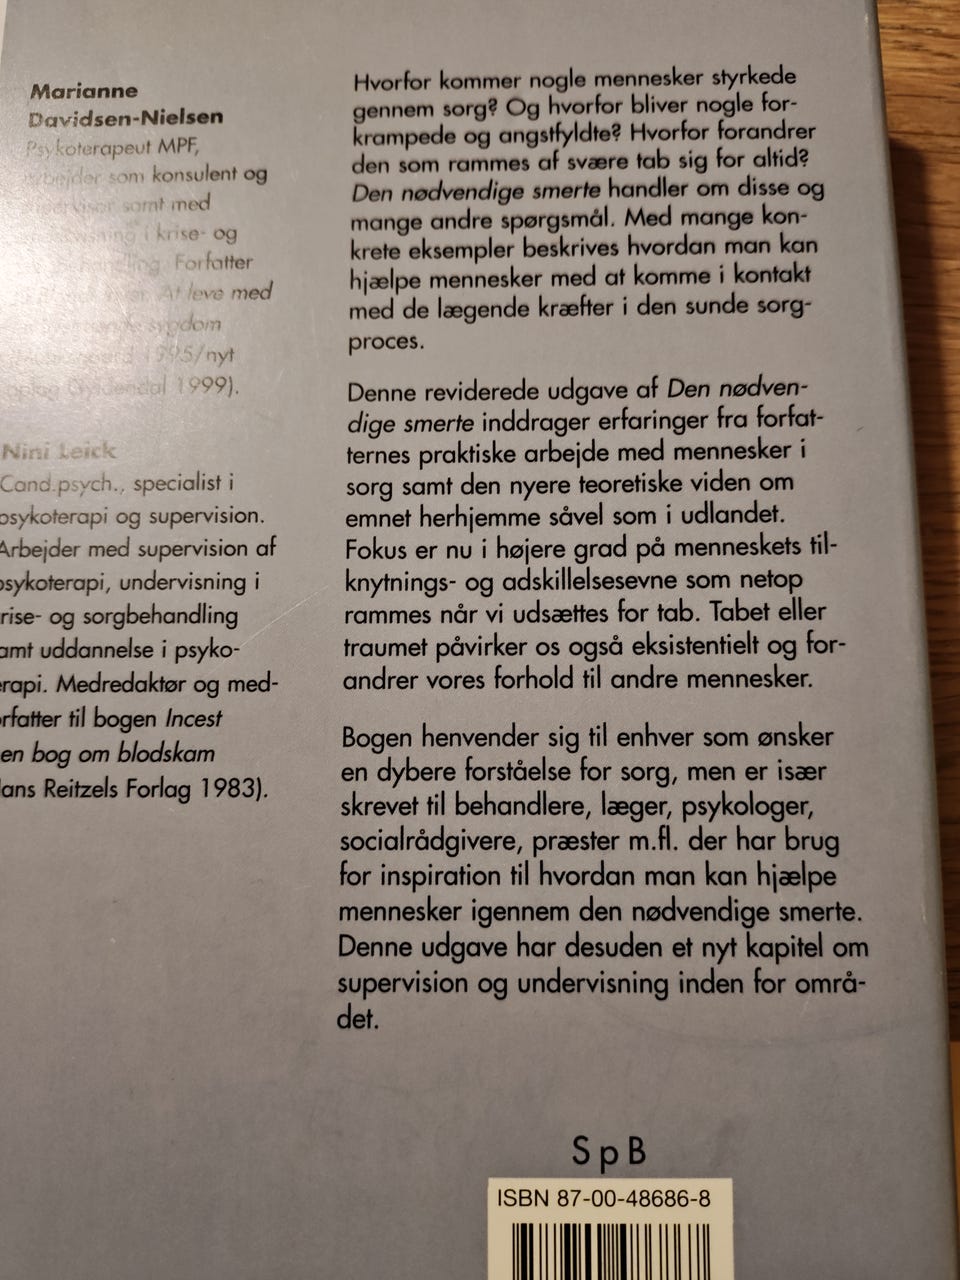 Marianne
Davidsen-Nielsen
Psykoterapeut MPF,
arbejder som konsulent og
supervisor samt med
undervisning i krise- og
Forfatter
At leve med
sygdom
1995/nyt
oplag Gyldendal 1999).
Nini Leick
Cand.psych., specialist i
psykoterapi og supervision.
Arbejder med supervision af
psykoterapi, undervisning i
rise- og sorgbehandling
amt uddannelse i psyko-
erapi. Medredaktør og med-
rfatter til bogen Incest
en bog om blodskam
ans Reitzels Forlag 1983).
Hvorfor kommer nogle mennesker styrkede
gennem sorg? Og hvorfor bliver nogle for-
krampede og angstfyldte? Hvorfor forandrer
den som rammes af svære tab sig for altid?
Den nødvendige smerte handler om disse og
mange andre spørgsmål. Med mange kon-
krete eksempler beskrives hvordan man kan
hjælpe mennesker med at komme i kontakt
med de lægende kræfter i den sunde sorg-
proces.
Denne reviderede udgave af Den nødven-
dige smerte inddrager erfaringer fra forfat-
ternes praktiske arbejde med mennesker i
sorg samt den nyere teoretiske viden om
emnet herhjemme såvel som i udlandet.
Fokus er nu i højere grad på menneskets til-
knytnings- og adskillelsesevne som netop
rammes når vi udsættes for tab. Tabet eller
traumet påvirker os også eksistentielt og for-
andrer vores forhold til andre mennesker.
Bogen henvender sig til enhver som ønsker
en dybere forståelse for sorg, men er især
skrevet til behandlere, læger, psykologer,
socialrådgivere, præster m.fl. der har brug
for inspiration til hvordan man kan hjælpe
mennesker igennem den nødvendige smerte.
Denne udgave har desuden et nyt kapitel om
supervision og undervisning inden for områ-
det.
SpB
ISBN 87-00-48686-8